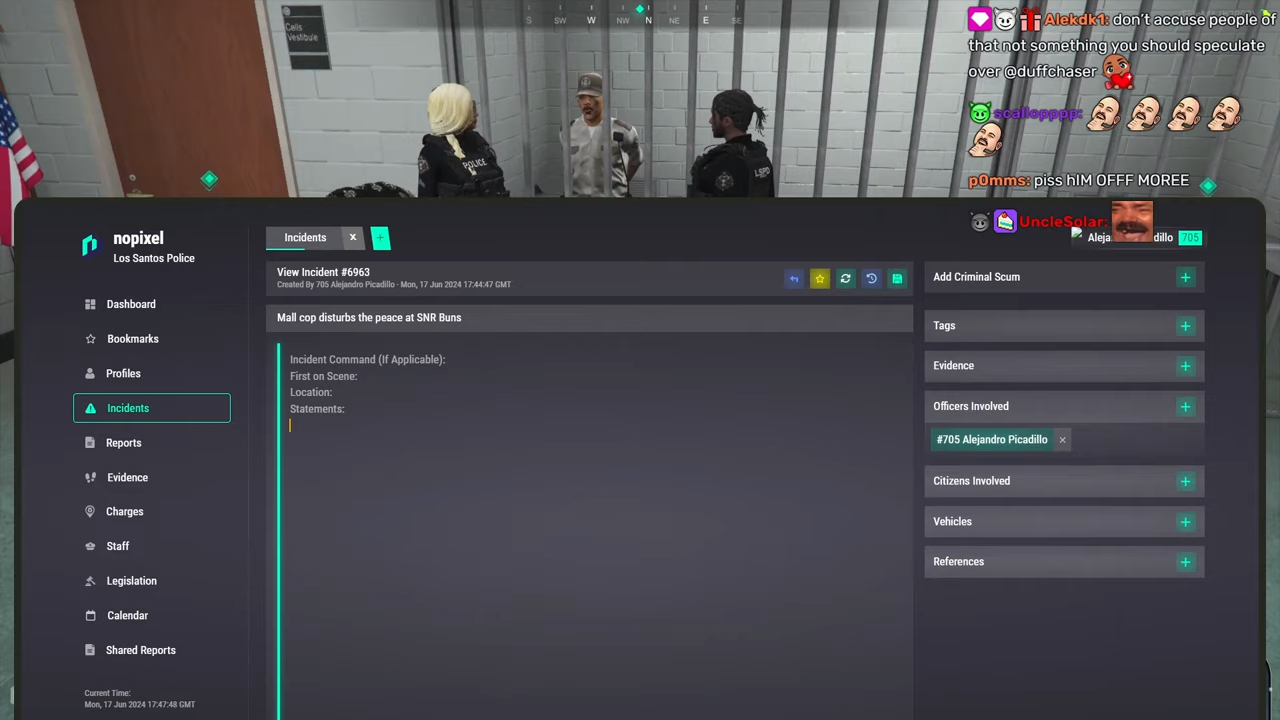 Cells
Vestibule
S SW W NW N NE E SE
Alekdk1: don't accuse people of
that not something you should speculate
over @duffchaser
scallopppp:
p0mms: piss hIM OFFF MOREE
UncleSolar:
POLICE
LSPD
nopixel
Los Santos Police
Dashboard
Bookmarks
Profiles
Incidents
Reports
Evidence
Charges
Staff
Legislation
Calendar
Shared Reports
Current Time:
Mon, 17 Jun 2024 17:47:48 GMT
Incidents x +
View Incident #6963
Created By 705 Alejandro Picadillo - Mon, 17 Jun 2024 17:44:47 GMT
Mall cop disturbs the peace at SNR Buns
Incident Command (If Applicable):
First on Scene:
Location:
Statements:
705
Add Criminal Scum +
Tags +
Evidence +
Officers Involved +
#705 Alejandro Picadillo ×
Citizens Involved +
Vehicles +
References +